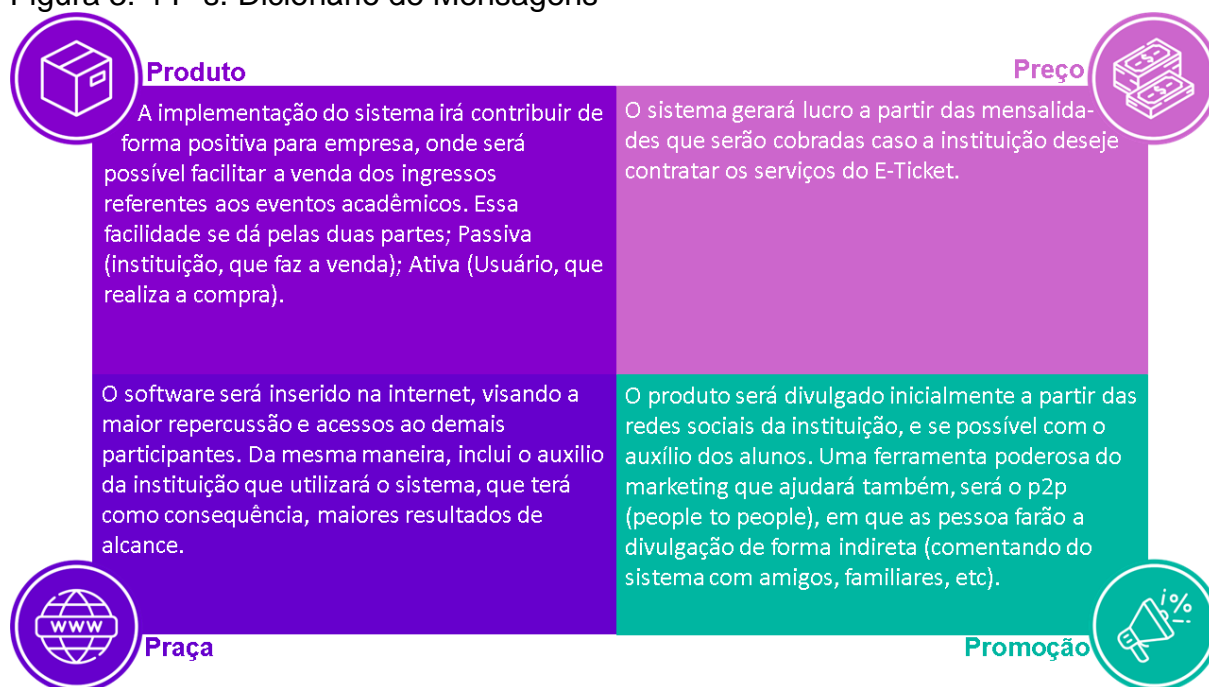 Produto
A implementação do sistema irá contribuir de
forma positiva para empresa, onde será
possível facilitar a venda dos ingressos
referentes aos eventos acadêmicos. Essa
facilidade se dá pelas duas partes; Passiva
(instituição, que faz a venda); Ativa (Usuário, que
realiza a compra).
Preço
O sistema gerará lucro a partir das mensalida-
des que serão cobradas caso a instituição deseje
contratar os serviços do E-Ticket.
O software será inserido na internet, visando a
maior repercussão e acessos ao demais
participantes. Da mesma maneira, inclui o auxilio
da instituição que utilizará o sistema, que terá
como consequência, maiores resultados de
alcance.
WWW
Praça
O produto será divulgado inicialmente a partir das
redes sociais da instituição, e se possível com o
auxílio dos alunos. Uma ferramenta poderosa do
marketing que ajudará também, será o p2p
(people to people), em que as pessoa farão a
divulgação de forma indireta (comentando do
sistema com amigos, familiares, etc).
Promoção